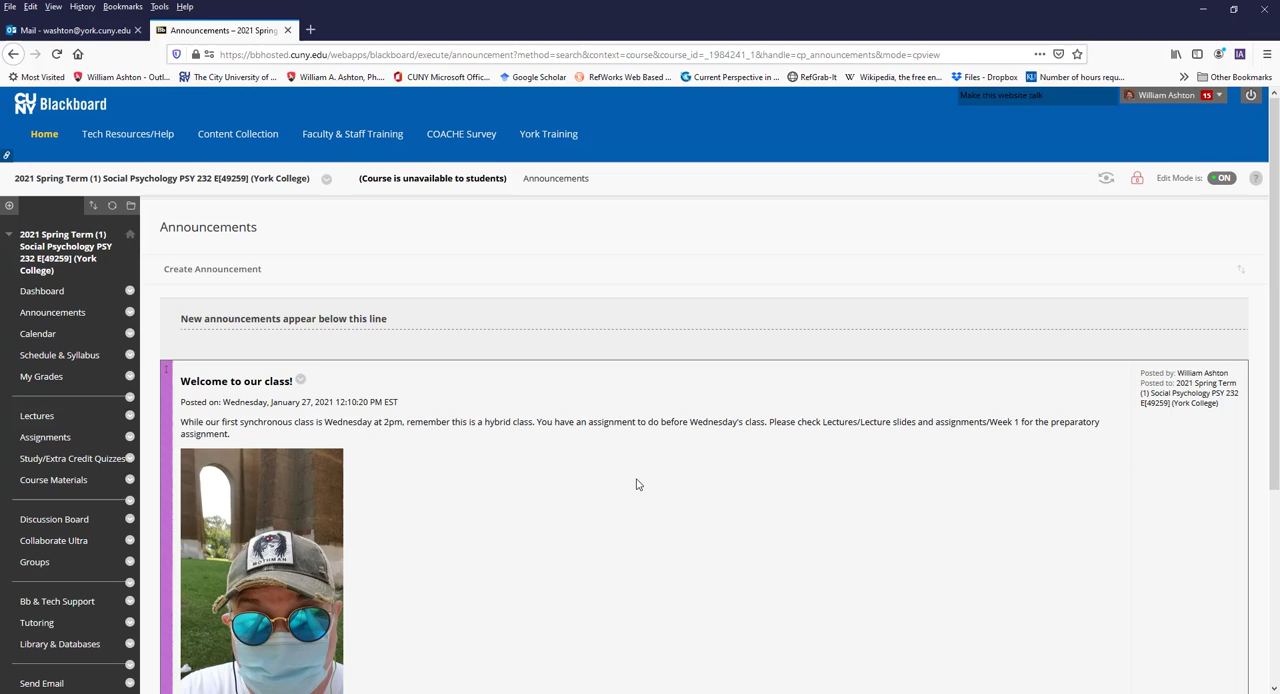 File Edit View History Bookmarks Tools Help
Mail - washton@york.cuny.edu
Announcements – 2021 Spring
https://bbhosted.cuny.edu/webapps/blackboard/execute/announcement?method=search&context=course&course_id=_1984241_1&handle=cp_announcements&mode=cpview
Most Visited William Ashton - Outl... The City University of ... William A. Ashton, Ph.... CUNY Microsoft Offic... Google Scholar RefWorks Web Based ... Current Perspective in ... RefGrab-It Wikipedia, the free en... Files - Dropbox Number of hours requ... Other Bookmarks
CU
NY Blackboard
Make this website talk
William Ashton 15
Home Tech Resources/Help Content Collection Faculty & Staff Training COACHE Survey York Training
2021 Spring Term (1) Social Psychology PSY 232 E[49259] (York College) (Course is unavailable to students) Announcements Edit Mode is: ON ?
2021 Spring Term (1)
Social Psychology PSY
232 E[49259] (York
College)
Dashboard
Announcements
Calendar
Schedule & Syllabus
My Grades
Lectures
Assignments
Study/Extra Credit Quizzes
Course Materials
Discussion Board
Collaborate Ultra
Groups
Bb & Tech Support
Tutoring
Library & Databases
Send Email
Announcements
Create Announcement
New announcements appear below this line
Welcome to our class!
Posted on: Wednesday, January 27, 2021 12:10:20 PM EST
While our first synchronous class is Wednesday at 2pm, remember this is a hybrid class. You have an assignment to do before Wednesday's class. Please check Lectures/Lecture slides and assignments/Week 1 for the preparatory
assignment.
MOTHMAN
Posted by: William Ashton
Posted to: 2021 Spring Term
(1) Social Psychology PSY 232
E[49259] (York College)